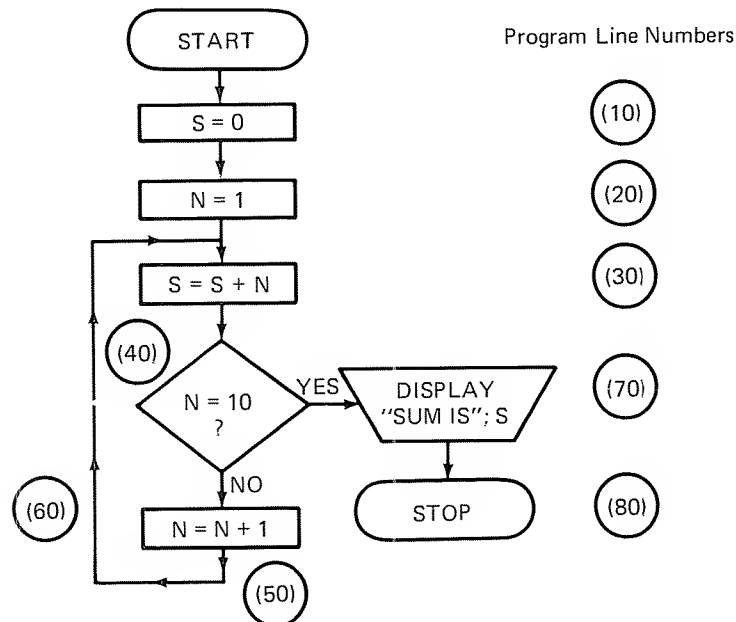 START
Program Line Numbers
S = 0
(10)
N = 1
(20)
S = S + N
(30)
(40)
N = 10
?
YES
DISPLAY
"SUM IS"; S
(70)
NO
(60)
N = N + 1
STOP
(80)
(50)